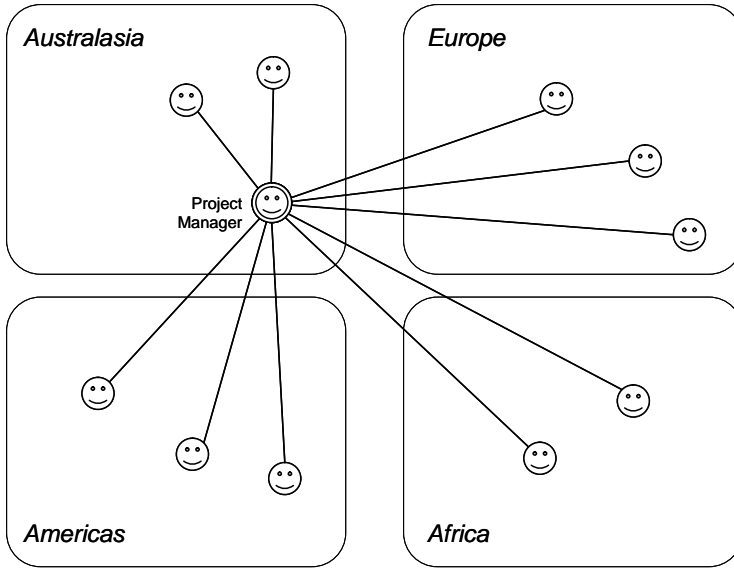 Australasia
Europe
Project
Manager
Americas
Africa